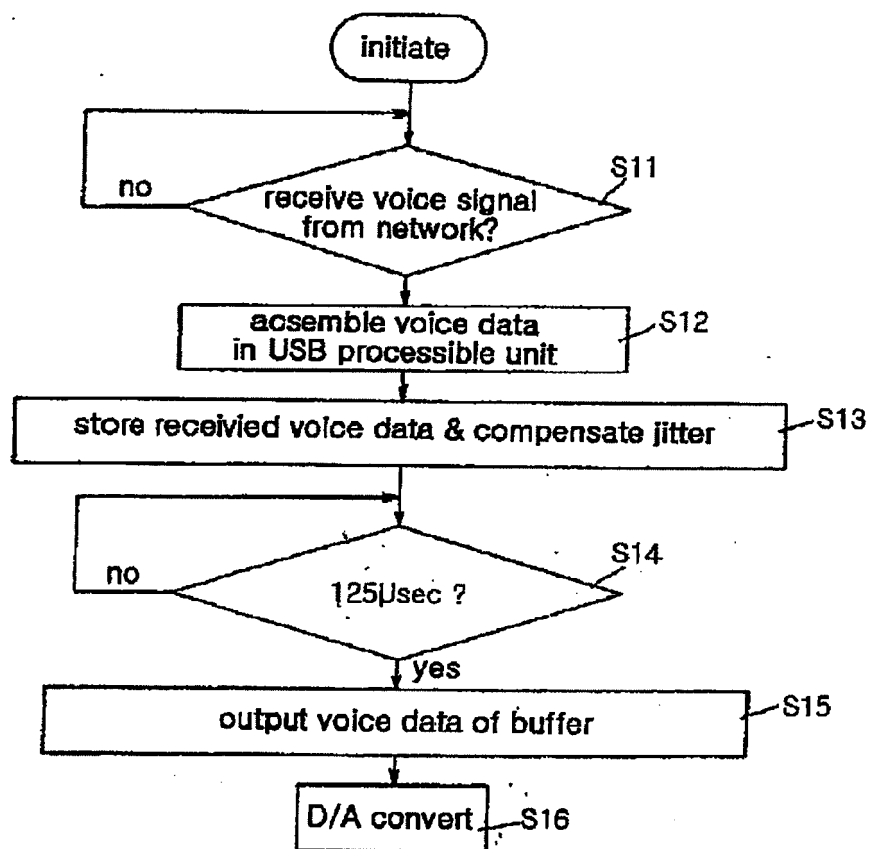 initiate
S11
no
receive voice signal
from network?
acsemble voice data
in USB processible unit
S12
store receivied voice data & compensate jitter
S13
S14
no
125µsec ?
yes
output voice data of buffer
S15
D/A convert
S16